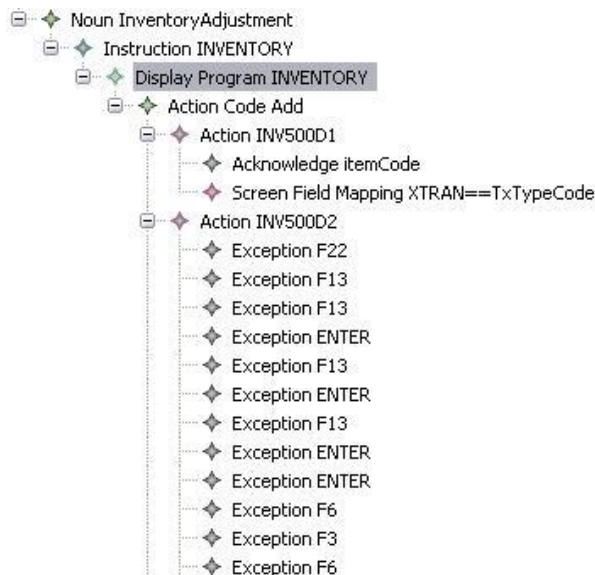 Noun InventoryAdjustment
Instruction INVENTORY
Display Program INVENTORY
Action Code Add
Action INV500D1
Acknowledge itemCode
Screen Field Mapping XTRAN==TxTypeCode
Action INV500D2
Exception F22
Exception F13
Exception F13
Exception ENTER
Exception F13
Exception ENTER
Exception F13
Exception ENTER
Exception ENTER
Exception F6
Exception F3
Exception F6